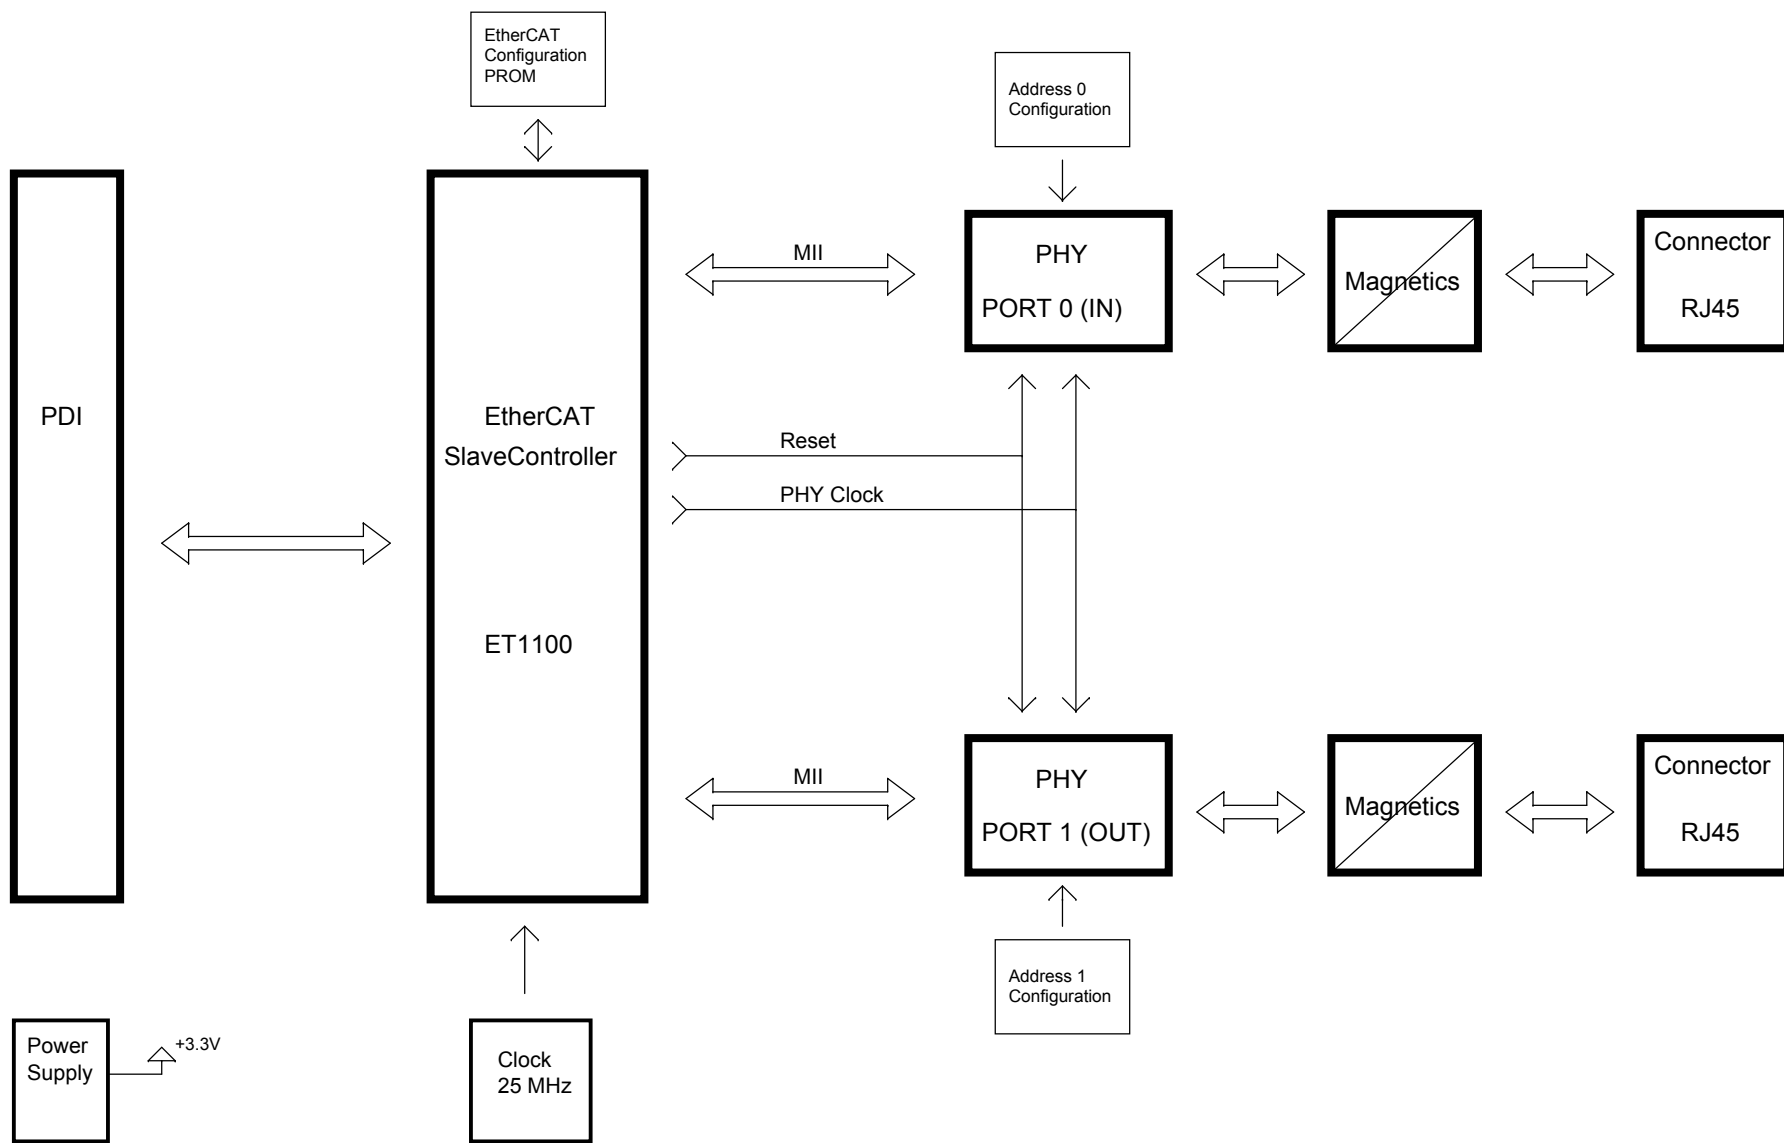 EtherCAT
Configuration
PROM
Address 0
Configuration
MII
PHY
PORT 0 (IN)
Magnetics
Connector
RJ45
PDI
EtherCAT
SlaveController
ET1100
Reset
PHY Clock
MII
PHY
PORT 1 (OUT)
Magnetics
Connector
RJ45
Address 1
Configuration
Power
Supply
+3.3V
Clock
25 MHz